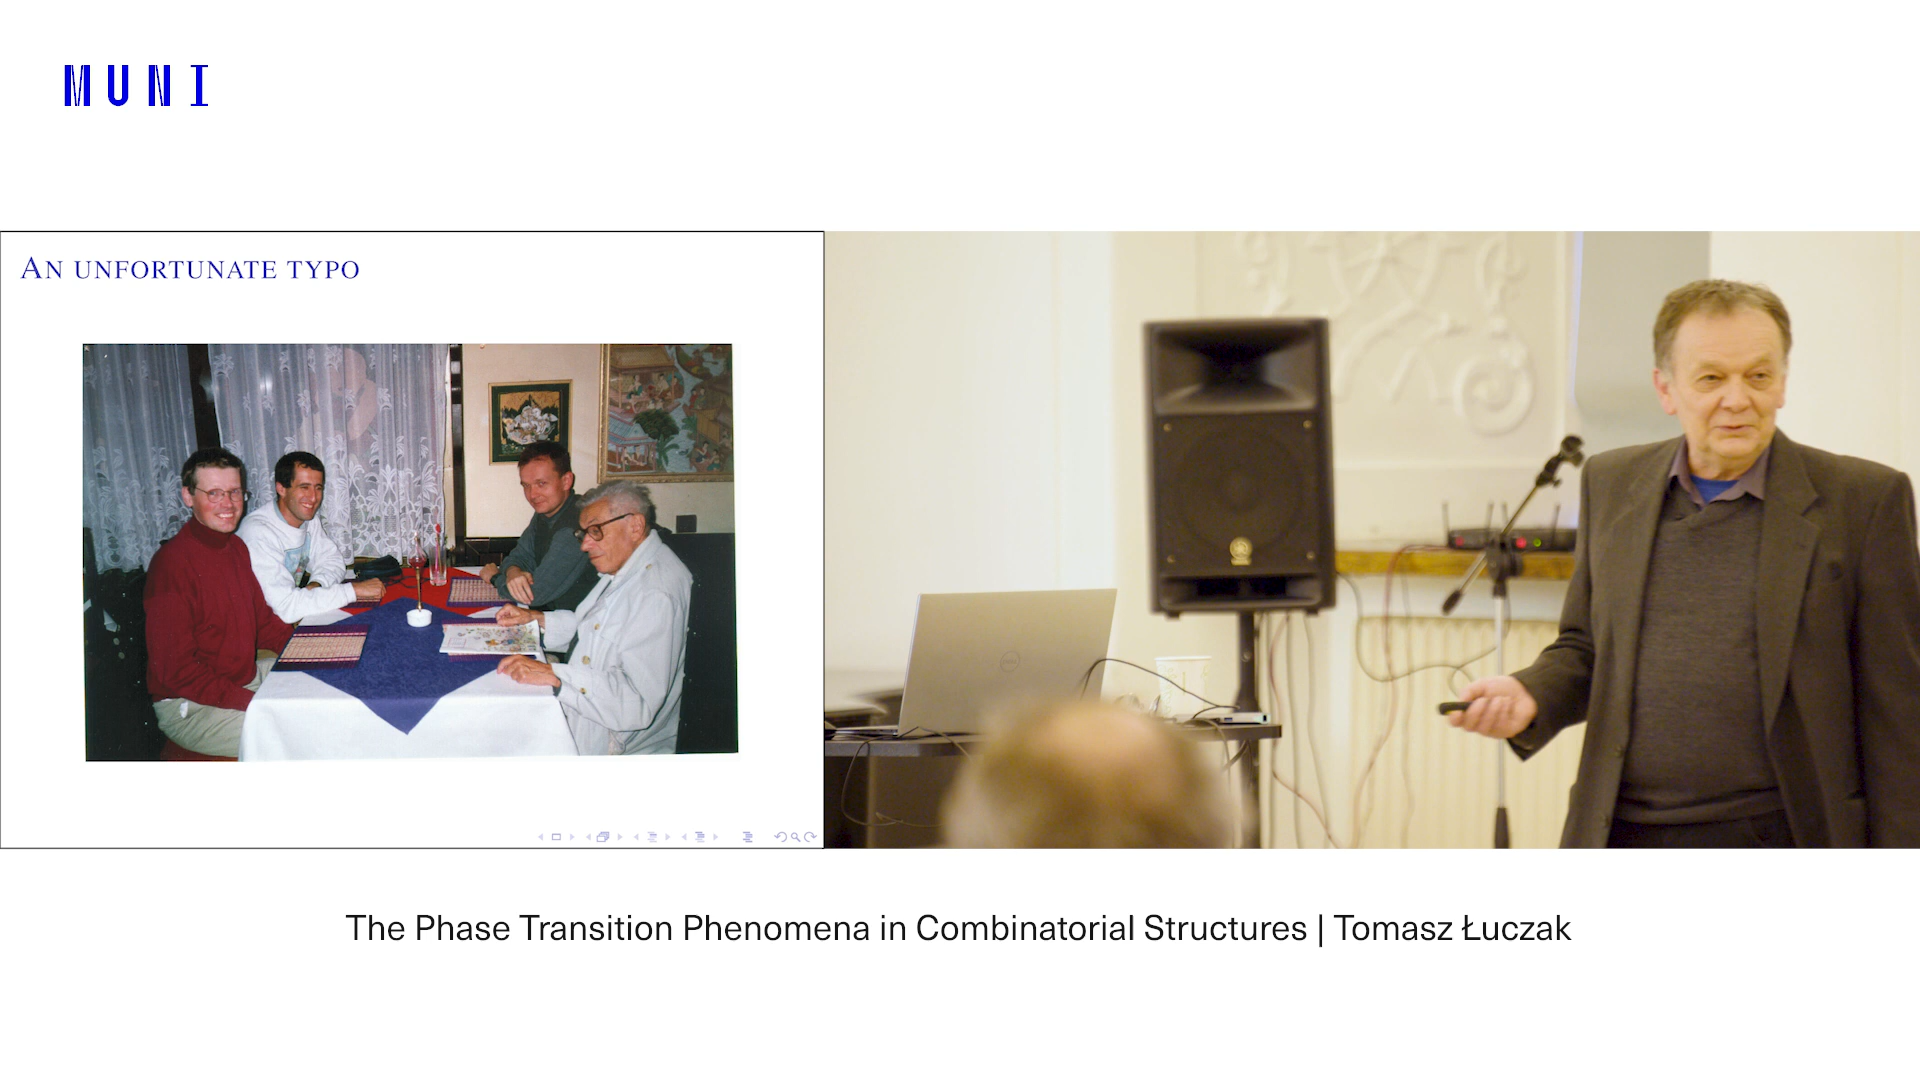 MUNI
AN UNFORTUNATE TYPO
The Phase Transition Phenomena in Combinatorial Structures | Tomasz Łuczak